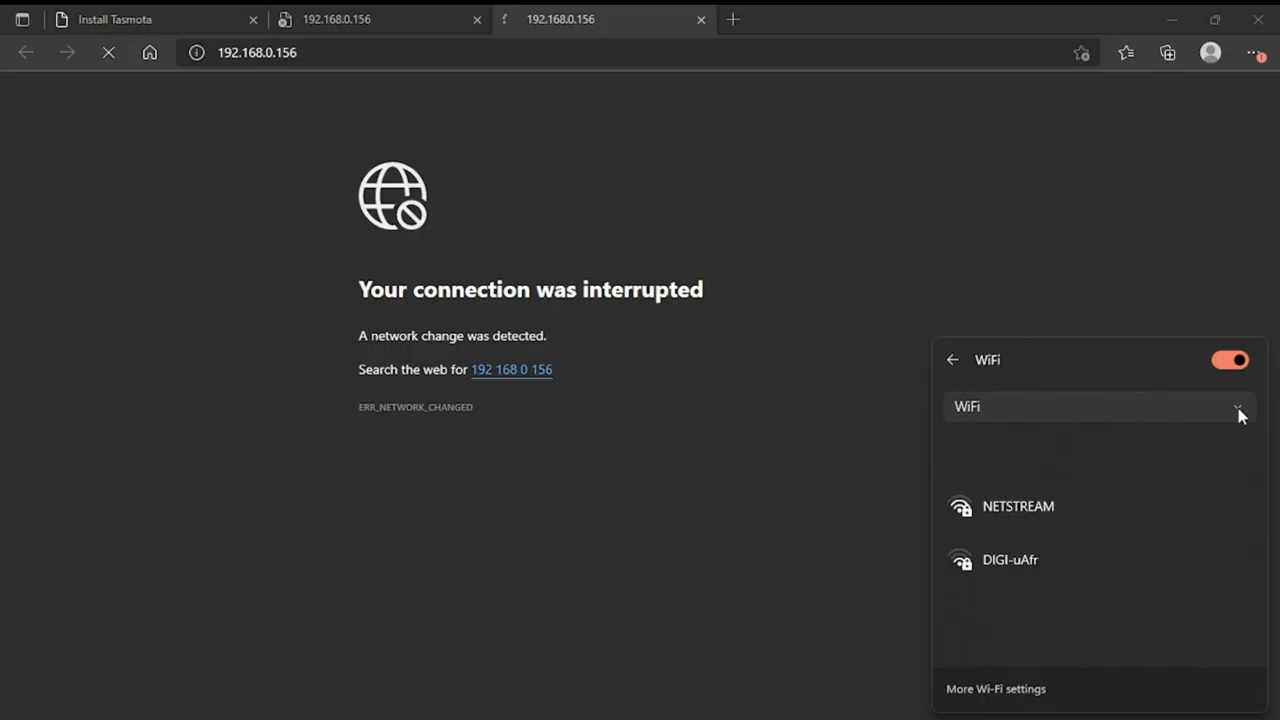 Install Tasmota
192.168.0.156
192.168.0.156
192.168.0.156
Your connection was interrupted
A network change was detected.
Search the web for 192 168 0 156
ERR_NETWORK_CHANGED
WiFi
WiFi
NETSTREAM
DIGI-uAfr
More Wi-Fi settings